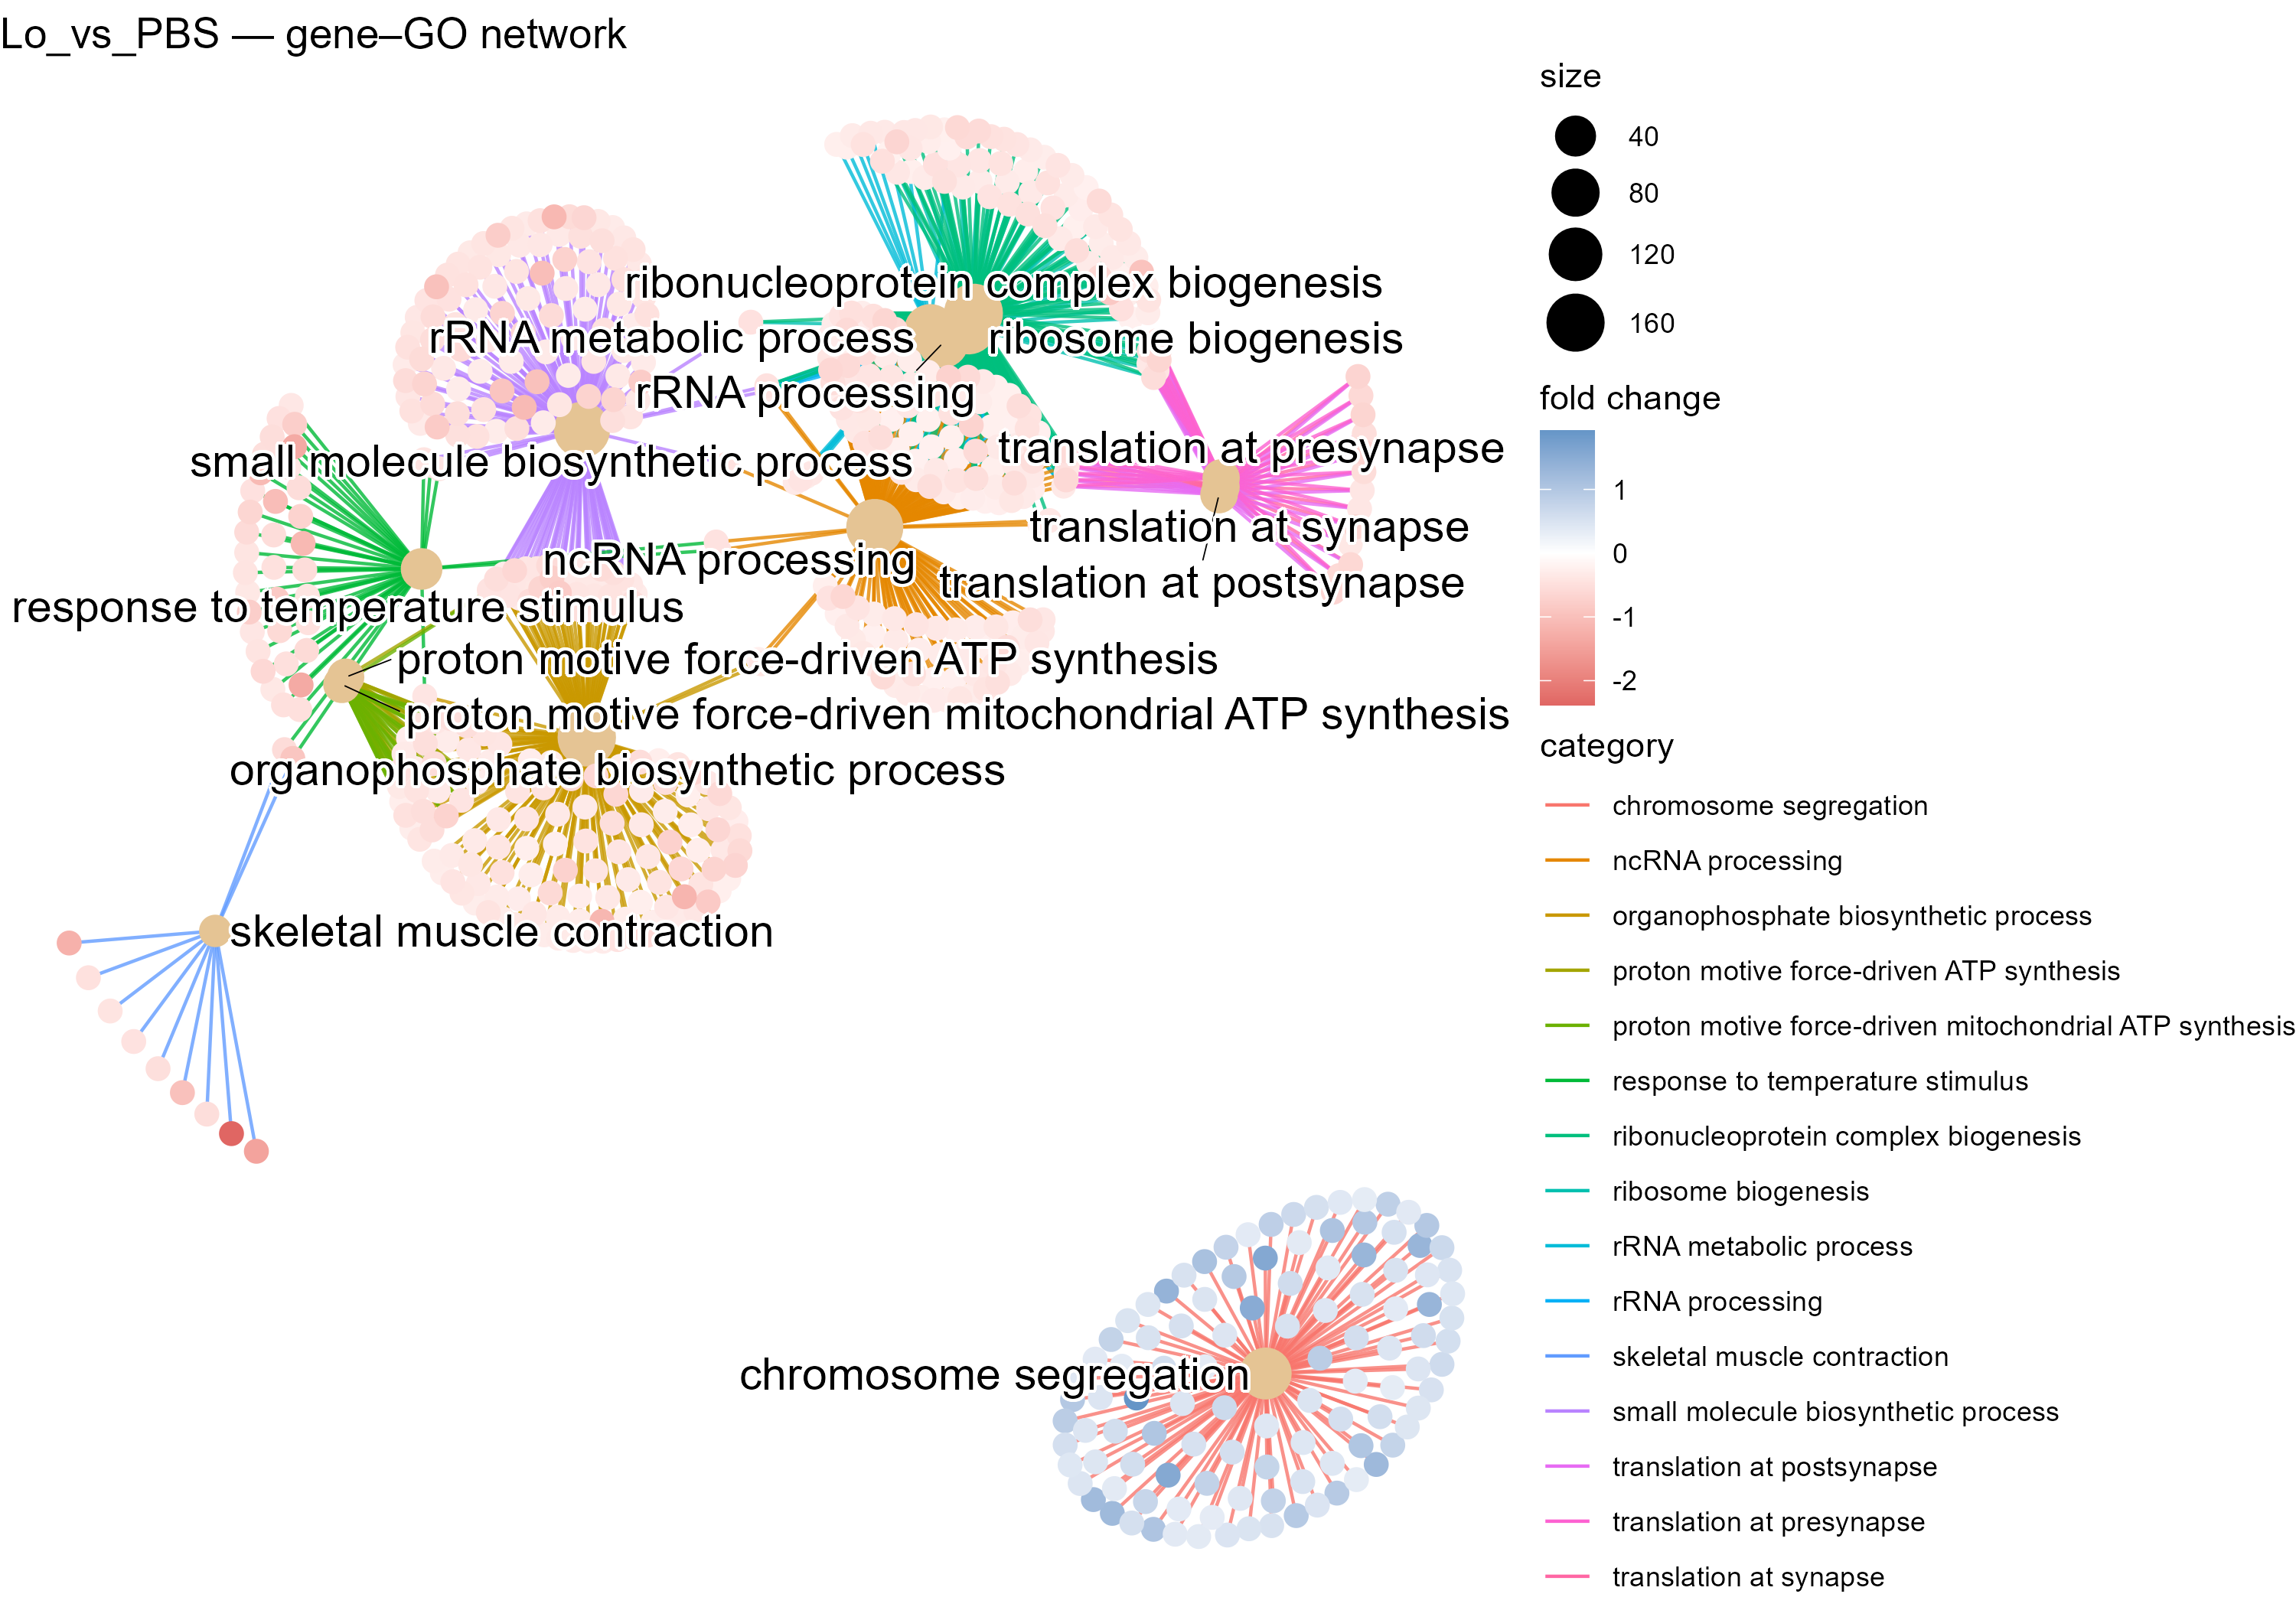 Lo_vs_PBS — gene–GO network
ribonucleoprotein complex biogenesis
rRNA metabolic process
ribosome biogenesis
rRNA processing
translation at presynapse
small molecule biosynthetic process
translation at synapse
ncRNA processing
translation at postsynapse
response to temperature stimulus
proton motive force-driven ATP synthesis
proton motive force-driven mitochondrial ATP synthesis
organophosphate biosynthetic process
skeletal muscle contraction
chromosome segregation
size
40
80
120
160
fold change
1
0
-1
-2
category
chromosome segregation
ncRNA processing
organophosphate biosynthetic process
proton motive force-driven ATP synthesis
proton motive force-driven mitochondrial ATP synthesis
response to temperature stimulus
ribonucleoprotein complex biogenesis
ribosome biogenesis
rRNA metabolic process
rRNA processing
skeletal muscle contraction
small molecule biosynthetic process
translation at postsynapse
translation at presynapse
translation at synapse